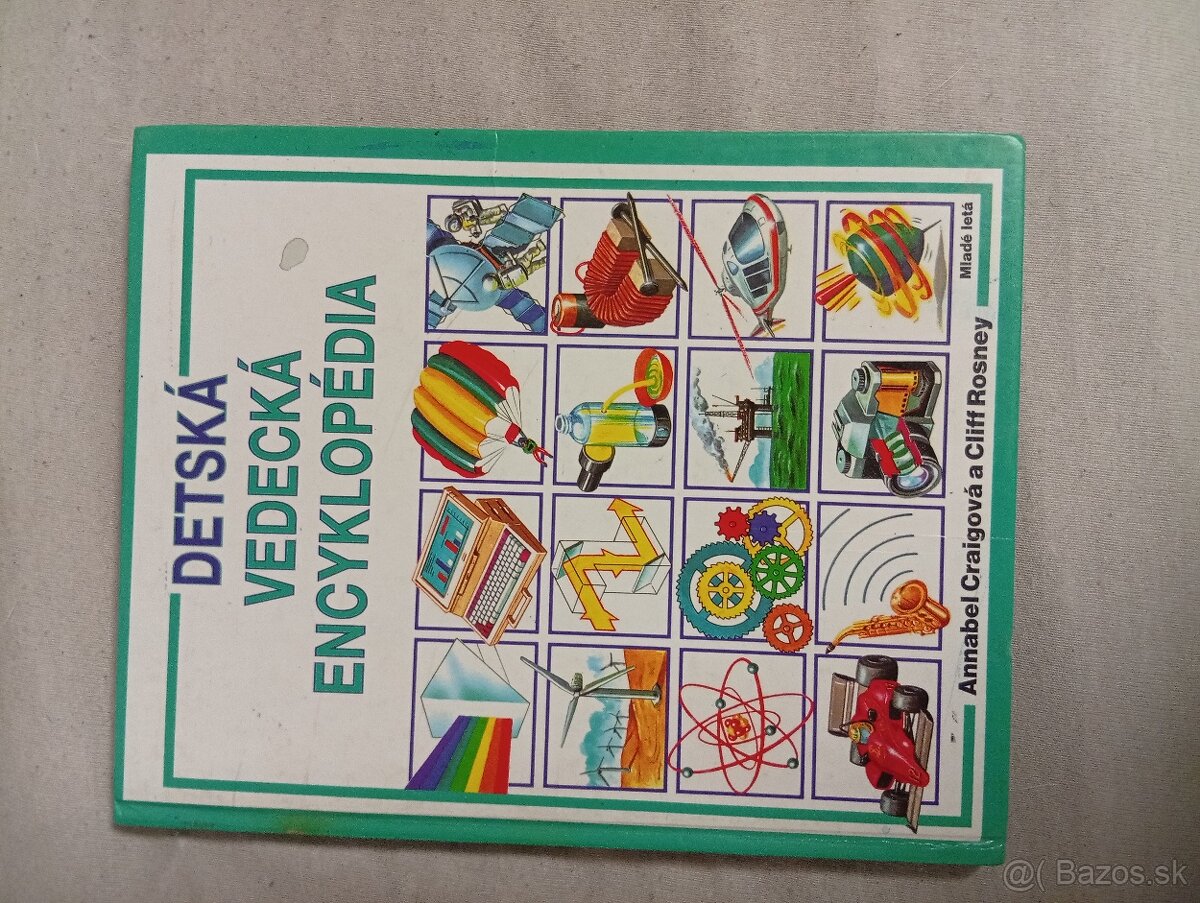 DETSKÁ
VEDECKÁ
ENCYKLOPÉDIA
Mladé letá
Annabel Craigová a Cliff Rosney
@( Bazos.sk